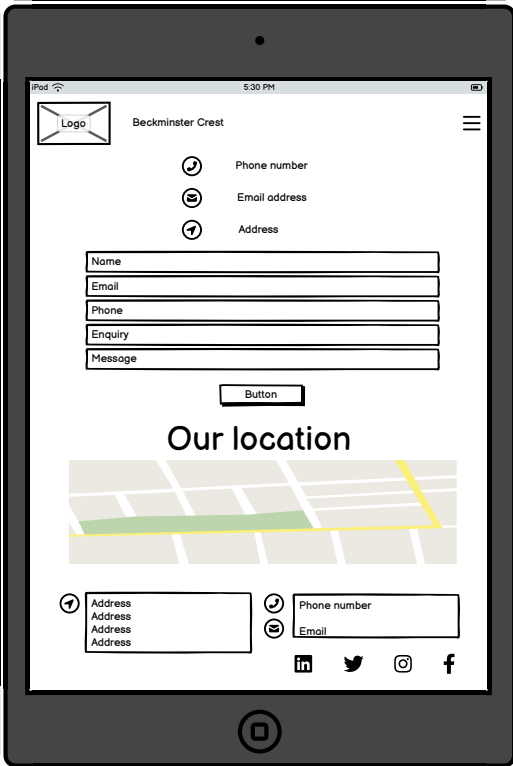 iPad 5:30 PM
Logo
Beckminster Crest
Phone number
Email address
Address
Name
Email
Phone
Enquiry
Message
Button
Our location
Address
Address
Address
Address
Phone number
Email